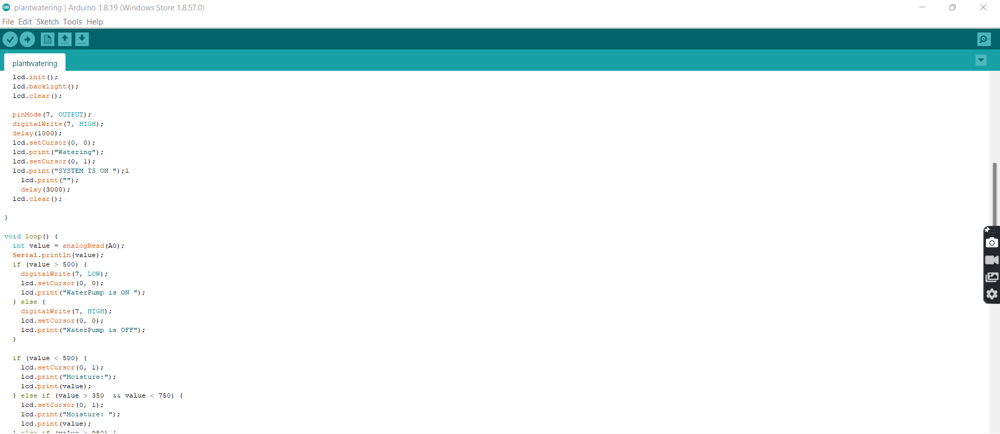 plantwatering | Arduino 1.8.19 (Windows Store 1.8.57.0)
File Edit Sketch Tools Help
plantwatering
lcd.init();
lcd.backlight();
lcd.clear();
pinMode(7, OUTPUT);
digitalWrite(7, HIGH);
delay(1000);
lcd.setCursor(0, 0);
lcd.print("Watering");
lcd.setCursor(0, 1);
lcd.print("SYSTEM IS ON ");l
lcd.print("");
delay(3000);
lcd.clear();
}
void loop() {
int value = analogRead(A0);
Serial.println(value);
if (value > 500) {
digitalWrite(7, LOW);
lcd.setCursor(0, 0);
lcd.print("WaterPump is ON ");
} else {
digitalWrite(7, HIGH);
lcd.setCursor(0, 0);
lcd.print("WaterPump is OFF");
}
if (value < 500) {
lcd.setCursor(0, 1);
lcd.print("Moisture:");
lcd.print(value);
} else if (value > 350  && value < 750) {
lcd.setCursor(0, 1);
lcd.print("Moisture: ");
lcd.print(value);
} else if (value > 950) {